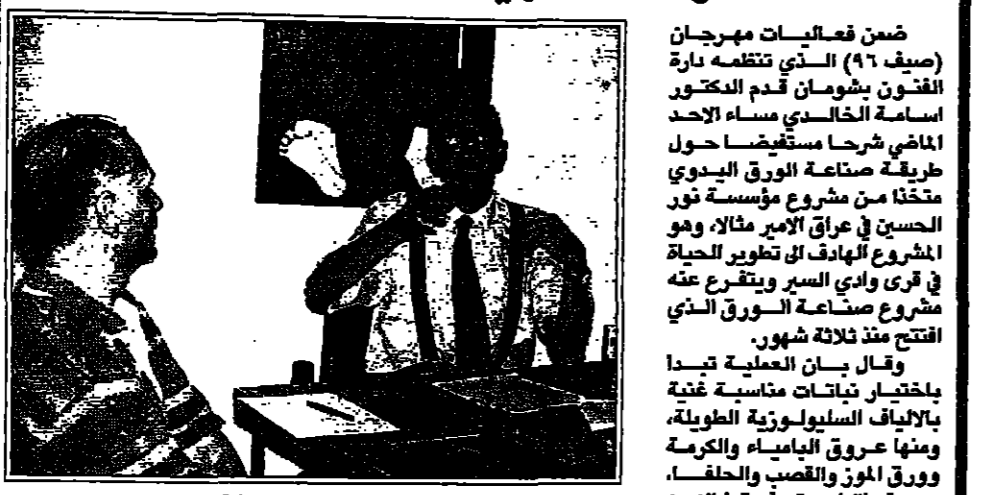 ضمن فعاليات مهرجان
(صيف ٩٦) الذي تنظمه دارة
الفنون بشومان قدم الدكتور
اسامة الخالدي مساء الاحد
الماضي شرحا مستفيضا حول
طريقة صناعة الورق اليدوي
متخذا من مشروع مؤسسة نور
الحسين في عراق الامير مثالا، وهو
المشروع الهادف الى تطوير الحياة
في قرى وادي السير ويتفرع عنه
مشروع صناعة الورق الذي
افتتح منذ ثلاثة شهور.
وقال بان العملية تبدا
باختيار نباتات مناسبة غنية
بالالياف السليولوزية الطويلة،
ومنها عروق البامياء والكرمة
وورق الموز والقصب والحلفا،